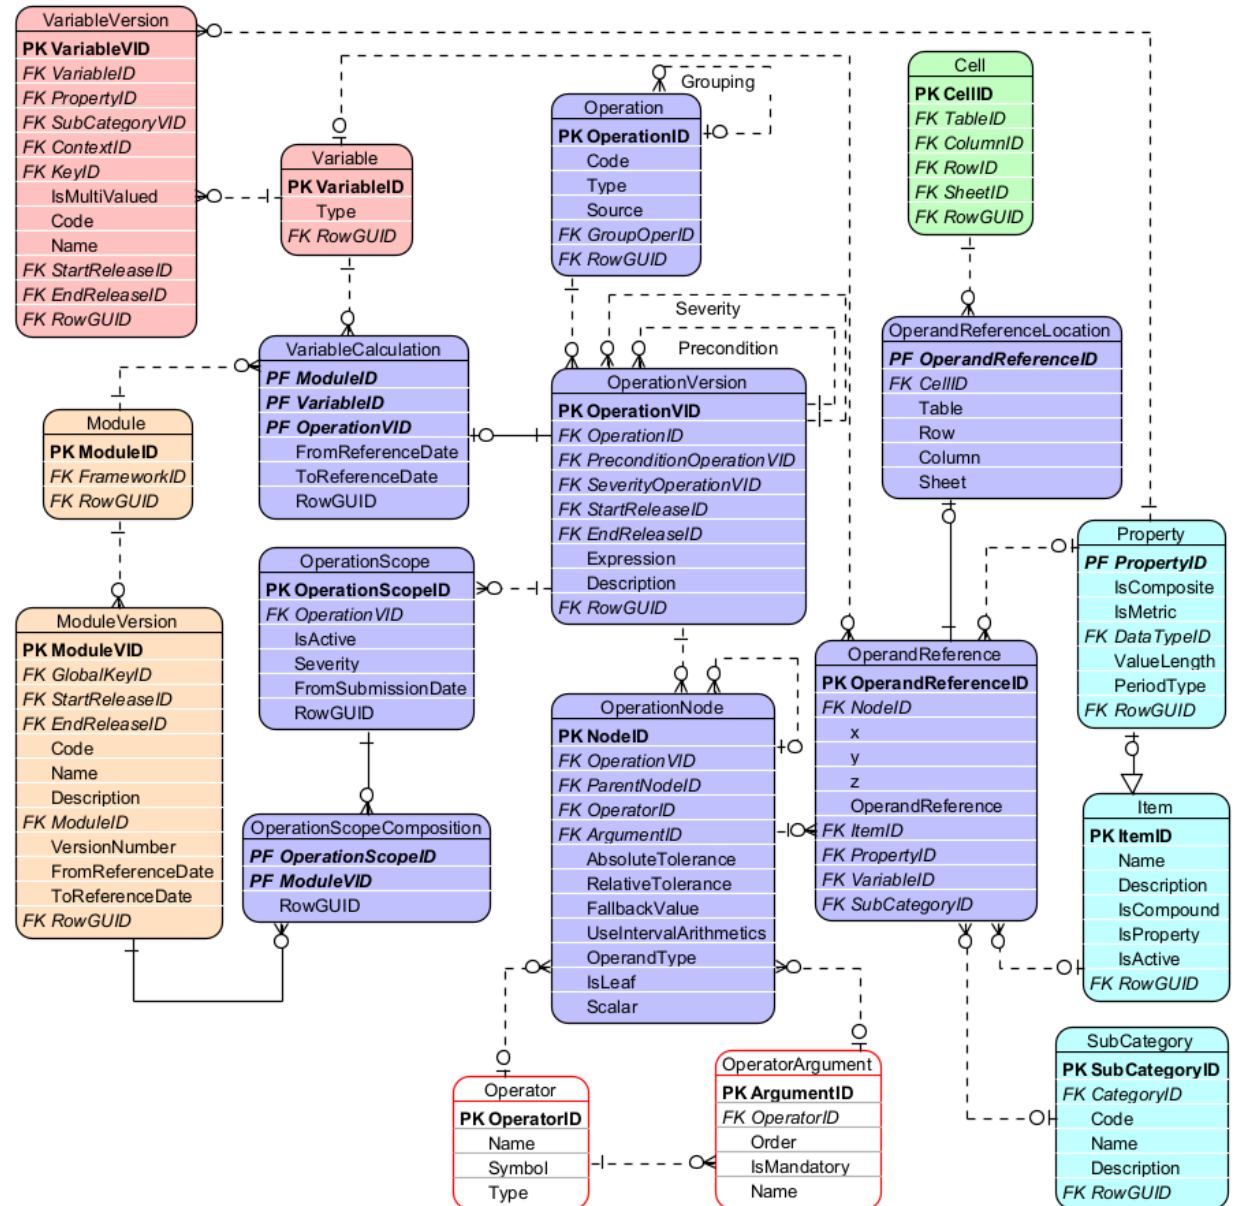 VariableVersion
PK VariableVID
FK VariableID
FK PropertyID
FK SubCategoryVID
FK ContextID
FK KeyID
IsMultiValued
Code
Name
FK StartReleaseID
FK EndReleaseID
FK RowGUID
Variable
PK VariableID
Type
FK RowGUID
Grouping
Operation
PK OperationID
Code
Type
Source
FK GroupOperID
FK RowGUID
Cell
PK CellID
FK TableID
FK ColumnID
FK RowID
FK SheetID
FK RowGUID
Severity
Precondition
VariableCalculation
PF ModuleID
PF VariableID
PF OperationVID
FromReferenceDate
ToReferenceDate
RowGUID
OperationVersion
PK OperationVID
FK OperationID
FK PreconditionOperationVID
FK SeverityOperationVID
FK StartReleaseID
FK EndReleaseID
Expression
Description
FK RowGUID
OperandReferenceLocation
PF OperandReferenceID
FK CellID
Table
Row
Column
Sheet
Module
PK ModuleID
FK FrameworkID
FK RowGUID
OperationScope
PK OperationScopeID
FK OperationVID
IsActive
Severity
FromSubmissionDate
RowGUID
Property
PF PropertyID
IsComposite
IsMetric
FK DataTypeID
ValueLength
PeriodType
FK RowGUID
ModuleVersion
PK ModuleVID
FK GlobalKeyID
FK StartReleaseID
FK EndReleaseID
Code
Name
Description
FK ModuleID
VersionNumber
FromReferenceDate
ToReferenceDate
FK RowGUID
OperationScopeComposition
PF OperationScopeID
PF ModuleVID
RowGUID
OperationNode
PK NodeID
FK OperationVID
FK ParentNodeID
FK OperatorID
FK ArgumentID
AbsoluteTolerance
RelativeTolerance
FallbackValue
UseIntervalArithmetics
OperandType
IsLeaf
Scalar
OperandReference
PK OperandReferenceID
FK NodeID
x
y
z
OperandReference
FK ItemID
FK PropertyID
FK VariableID
FK SubCategoryID
Item
PK ItemID
Name
Description
IsCompound
IsProperty
IsActive
FK RowGUID
Operator
PK OperatorID
Name
Symbol
Type
OperatorArgument
PK ArgumentID
FK OperatorID
Order
IsMandatory
Name
SubCategory
PK SubCategoryID
FK CategoryID
Code
Name
Description
FK RowGUID